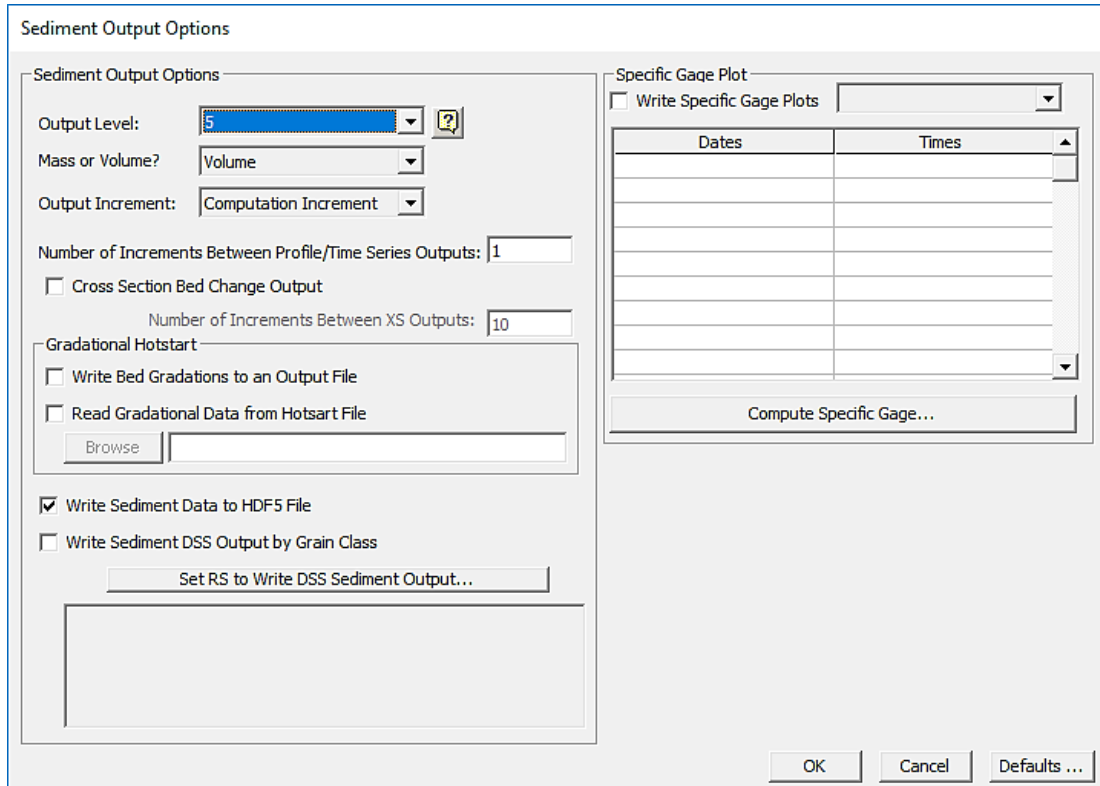 Sediment Output Options
Sediment Output Options
Output Level: 5
Mass or Volume? Volume
Output Increment: Computation Increment
Number of Increments Between Profile/Time Series Outputs: 1
Cross Section Bed Change Output
Number of Increments Between XS Outputs: 10
Gradational Hotstart
Write Bed Gradations to an Output File
Read Gradational Data from Hotsart File
Browse
Write Sediment Data to HDF5 File
Write Sediment DSS Output by Grain Class
Set RS to Write DSS Sediment Output...
Specific Gage Plot
Write Specific Gage Plots
Dates Times
Compute Specific Gage...
OK Cancel Defaults ...